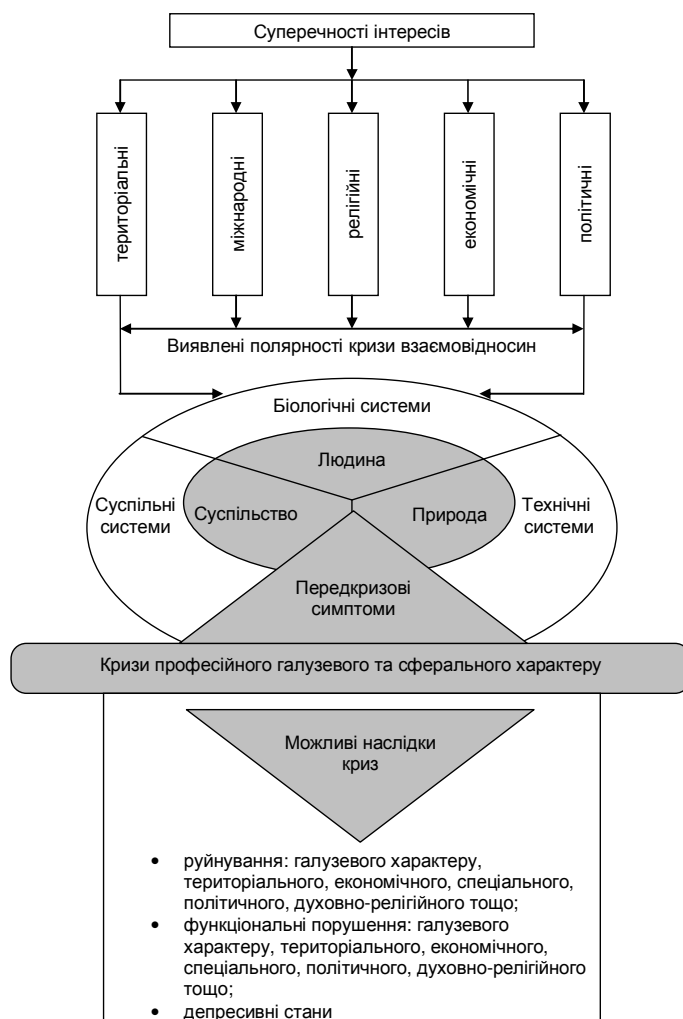 Суперечності інтересів
територіальні
міжнародні
релігійні
економічні
політичні
Виявлені полярності кризи взаємовідносин
Біологічні системи
Людина
Суспільні
системи
Суспільство
Природа
Технічні
системи
Передкризові
симптоми
Кризи професійного галузевого та сферального характеру
Можливі наслідки
криз
• руйнування: галузевого характеру,
територіального, економічного, спеціального,
політичного, духовно-релігійного тощо;
• функціональні порушення: галузевого
характеру, територіального, економічного,
спеціального, політичного, духовно-релігійного
тощо;
• депресивні стани